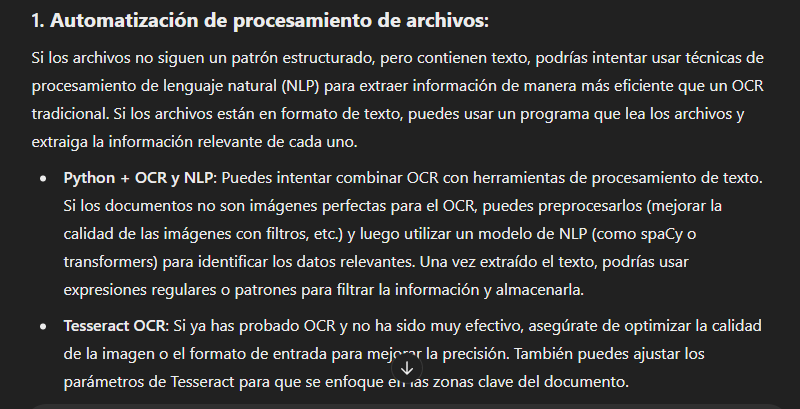 1. Automatización de procesamiento de archivos:
Si los archivos no siguen un patrón estructurado, pero contienen texto, podrías intentar usar técnicas de
procesamiento de lenguaje natural (NLP) para extraer información de manera más eficiente que un OCR
tradicional. Si los archivos están en formato de texto, puedes usar un programa que lea los archivos y
extraiga la información relevante de cada uno.
• Python + OCR y NLP: Puedes intentar combinar OCR con herramientas de procesamiento de texto.
Si los documentos no son imágenes perfectas para el OCR, puedes preprocesarlos (mejorar la
calidad de las imágenes con filtros, etc.) y luego utilizar un modelo de NLP (como spaCy o
transformers) para identificar los datos relevantes. Una vez extraído el texto, podrías usar
expresiones regulares o patrones para filtrar la información y almacenarla.
• Tesseract OCR: Si ya has probado OCR y no ha sido muy efectivo, asegúrate de optimizar la calidad
de la imagen o el formato de entrada para mejorar la precisión. También puedes ajustar los
parámetros de Tesseract para que se enfoque en las zonas clave del documento.